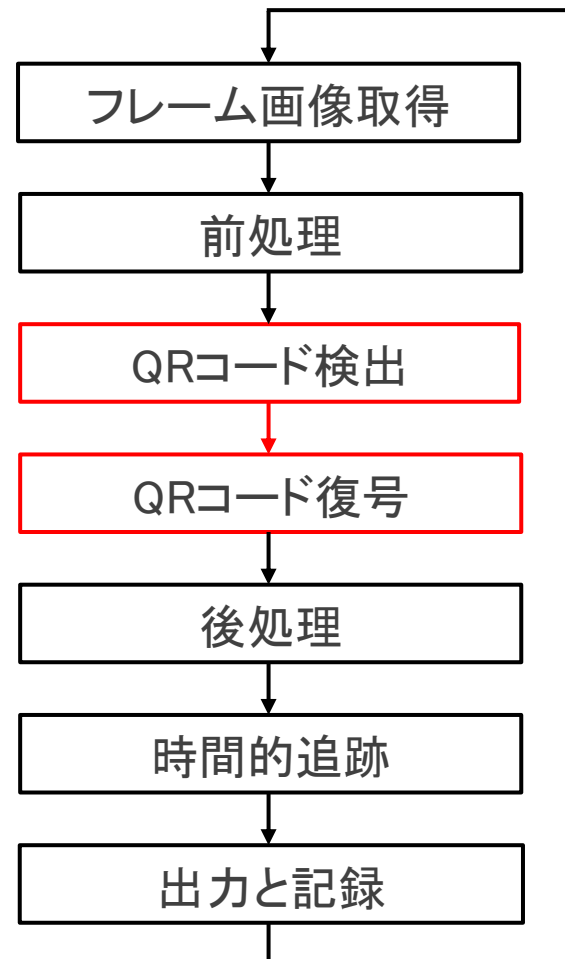 フレーム画像取得
前処理
QRコード検出
QRコード復号
後処理
時間的追跡
出力と記録